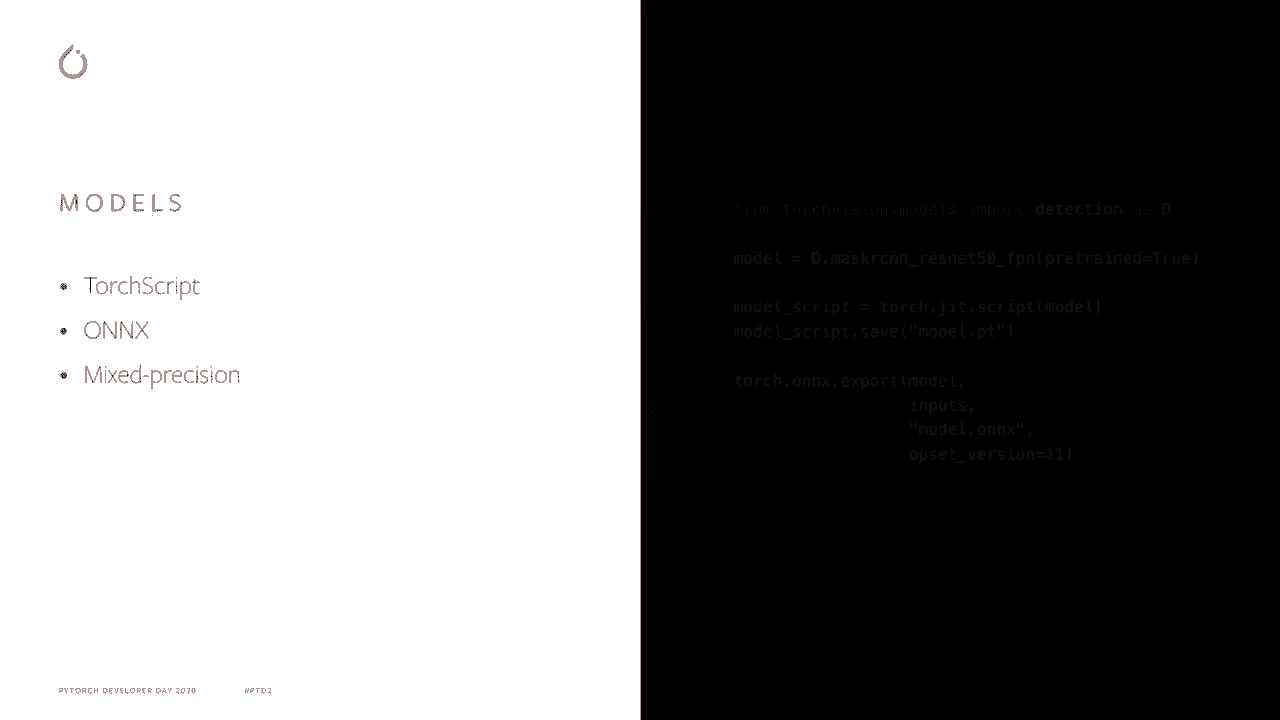 MODELS
• TorchScript
• ONNX
• Mixed-precision
from torchvision.models import detection as D
model = D.maskrcnn_resnet50_fpn(pretrained=True)
model_script = torch.jit.script(model)
model_script.save("model.pt")
torch.onnx.export(model,
inputs,
"model.onnx",
opset_version=11)
PYTORCH DEVELOPER DAY 2020 #PTD2